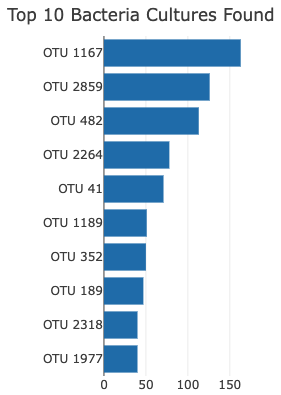 Top 10 Bacteria Cultures Found
OTU 1167
OTU 2859
OTU 482
OTU 2264
OTU 41
OTU 1189
OTU 352
OTU 189
OTU 2318
OTU 1977
0 50 100 150